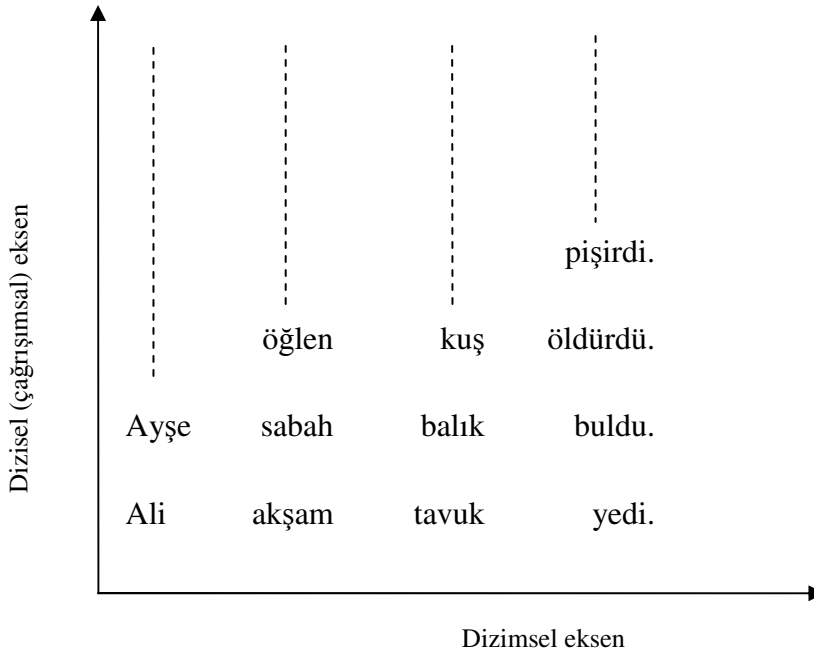 pişirdi.
öğlen kuş öldürdü.
Ayşe sabah balık buldu.
Ali akşam tavuk yedi.
Dizisel (çağrışımsal) eksen
Dizimsel eksen